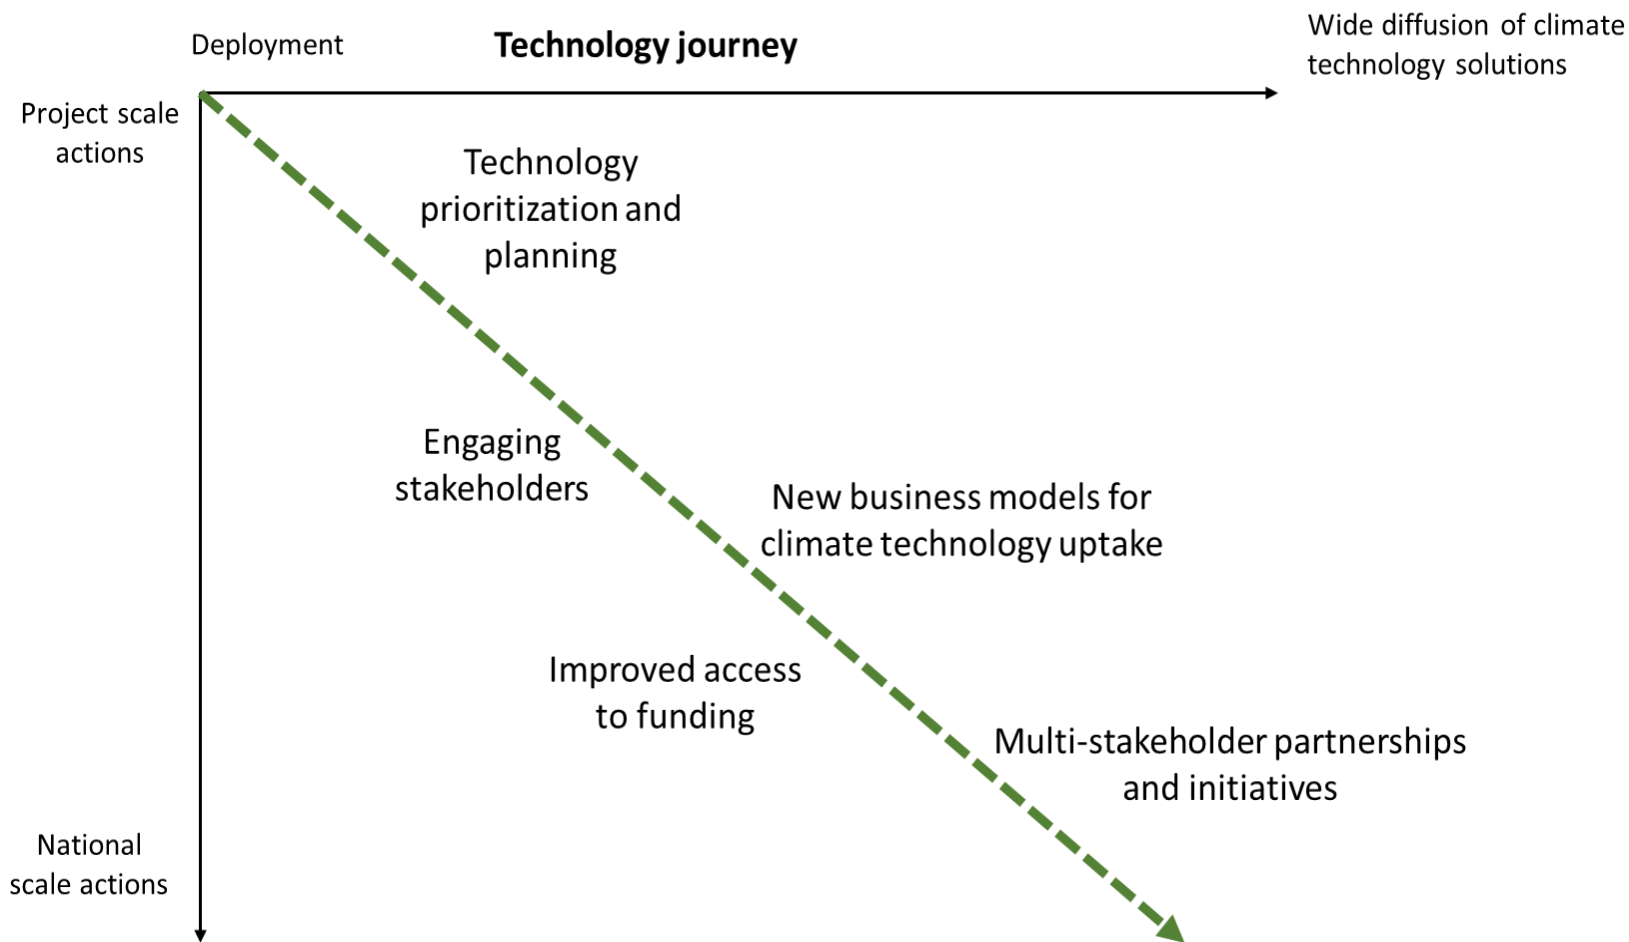 Deployment
Technology journey
Wide diffusion of climate
technology solutions
Project scale
actions
Technology
prioritization and
planning
Engaging
stakeholders
New business models for
climate technology uptake
Improved access
to funding
Multi-stakeholder partnerships
and initiatives
National
scale actions